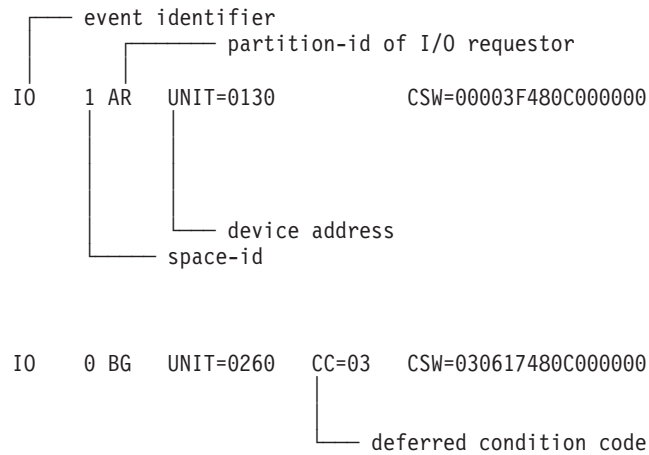 event identifier
partition-id of I/O requestor
IO 1 AR UNIT=0130 CSW=00003F480C000000
device address
space-id
IO 0 BG UNIT=0260 CC=03 CSW=030617480C000000
deferred condition code